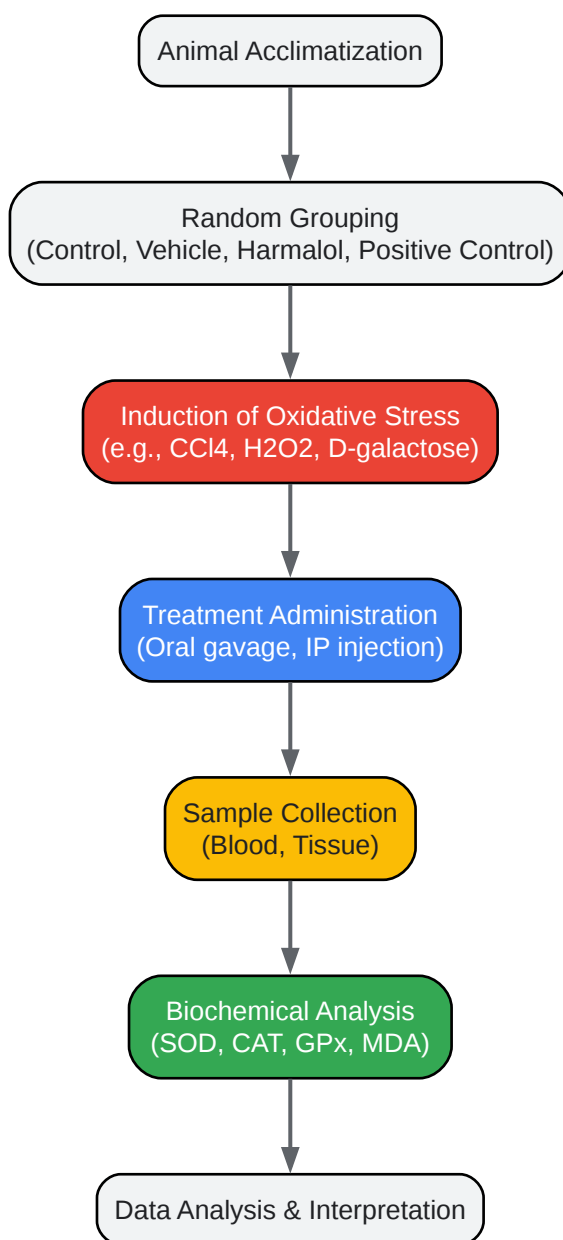 Animal Acclimatization
Random Grouping
(Control, Vehicle, Harmalol, Positive Control)
Induction of Oxidative Stress
(e.g., CCl4, H2O2, D-galactose)
Treatment Administration
(Oral gavage, IP injection)
Sample Collection
(Blood, Tissue)
Biochemical Analysis
(SOD, CAT, GPx, MDA)
Data Analysis & Interpretation